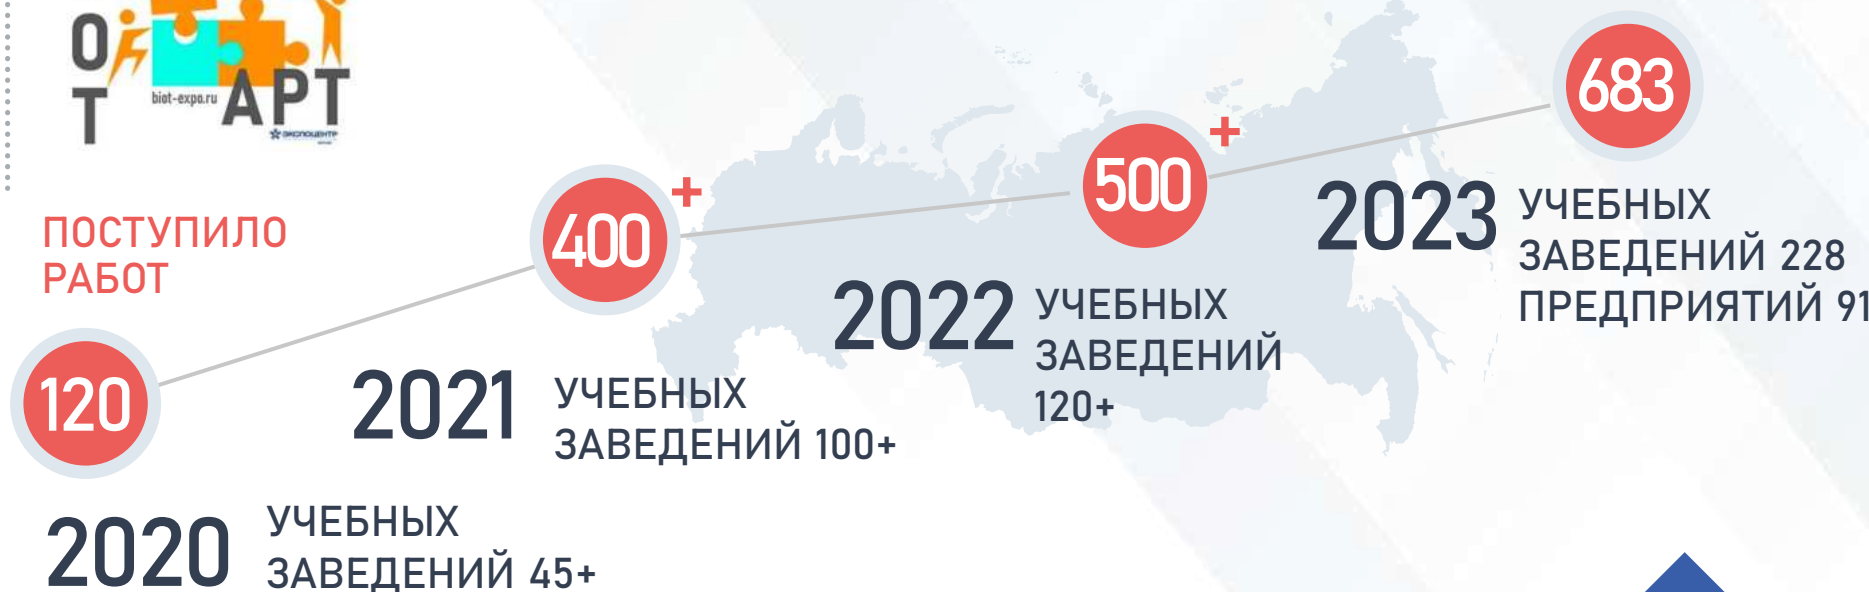 О
Т
АРТ
biot-expo.ru
ЭКСПОЦЕНТР
ПОСТУПИЛО
РАБОТ
120
2020
УЧЕБНЫХ
ЗАВЕДЕНИЙ 45+
400+
2021
УЧЕБНЫХ
ЗАВЕДЕНИЙ 100+
500+
2022
УЧЕБНЫХ
ЗАВЕДЕНИЙ
120+
683
2023
УЧЕБНЫХ
ЗАВЕДЕНИЙ 228
ПРЕДПРИЯТИЙ 91